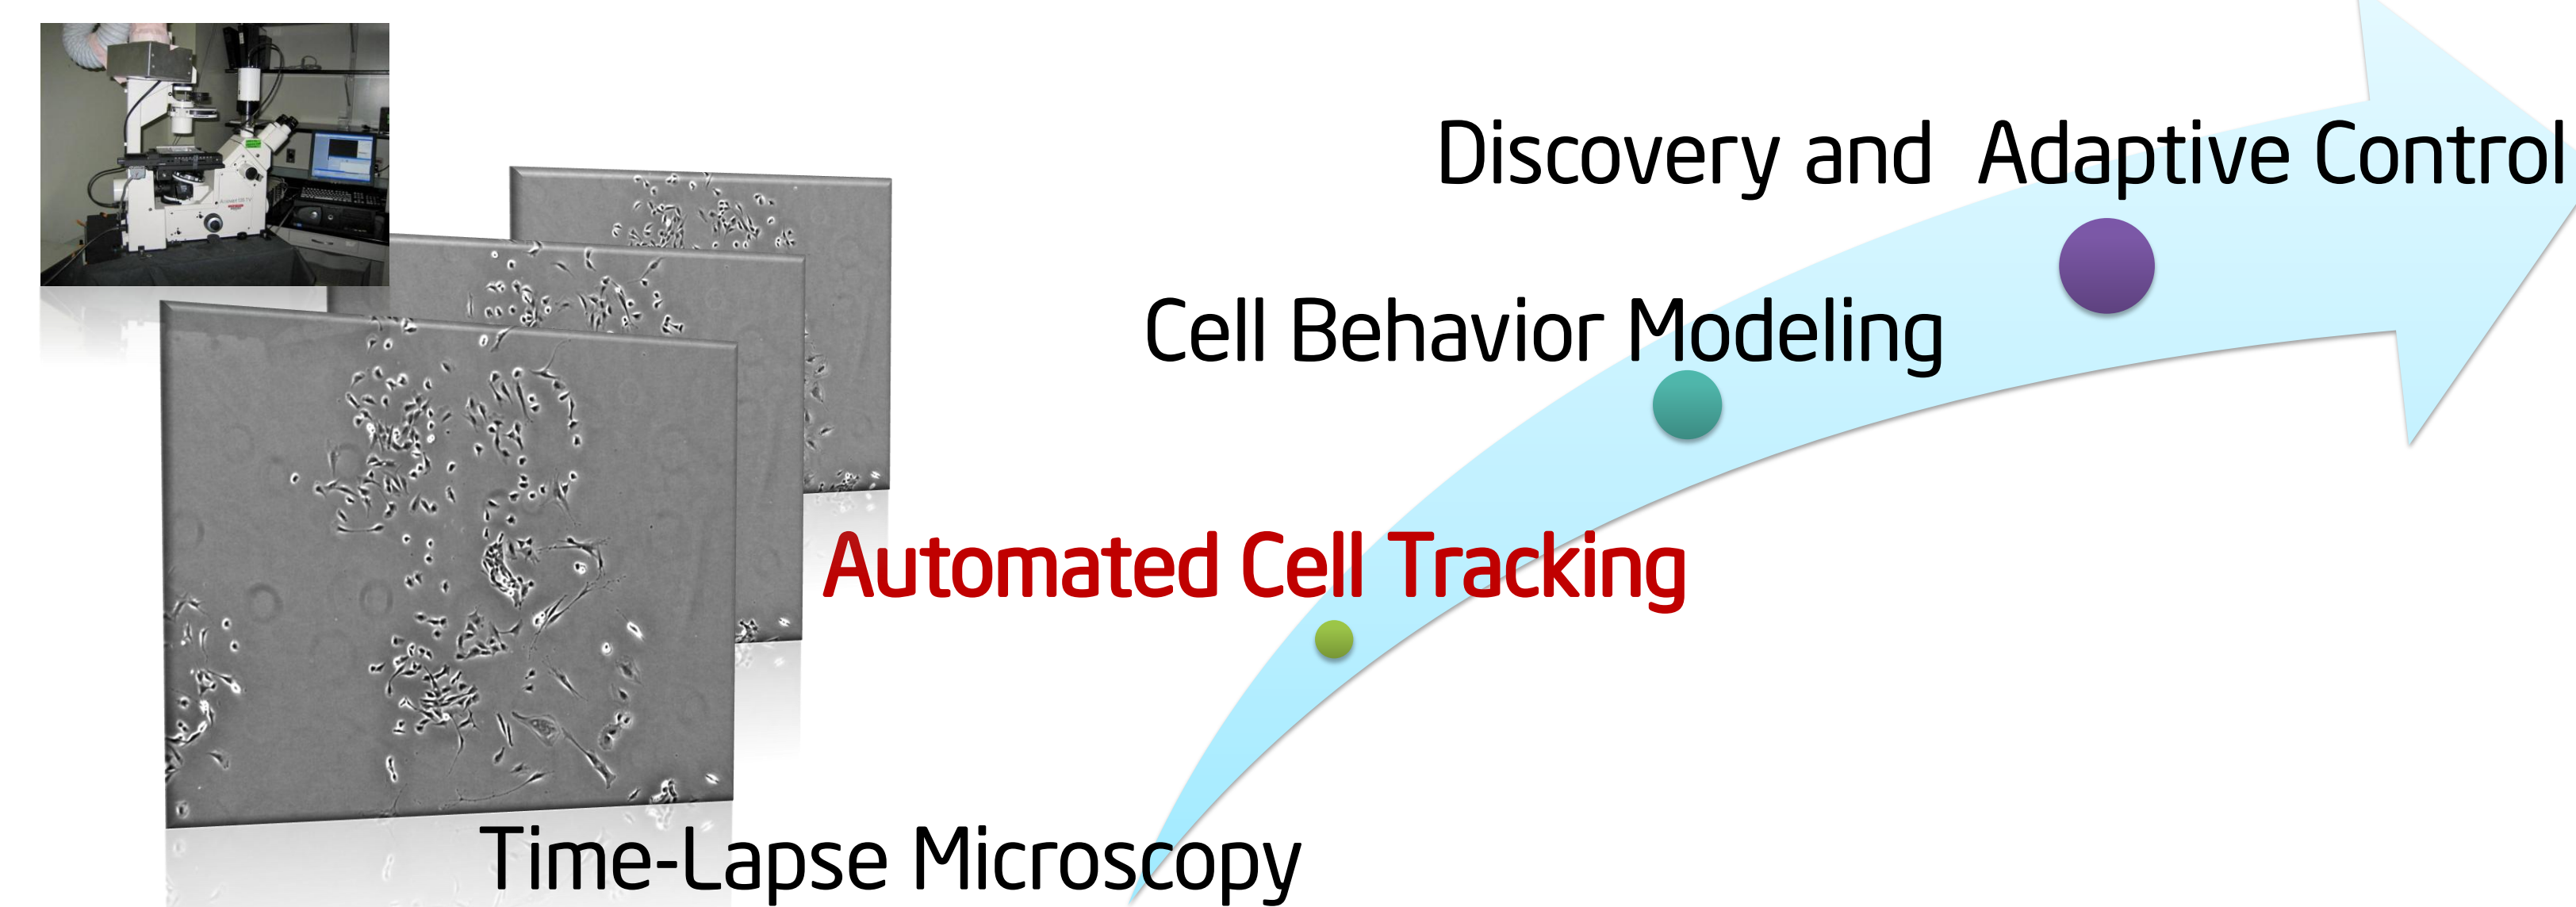 Discovery and Adaptive Control
Cell Behavior Modeling
Automated Cell Tracking
Time-Lapse Microscopy